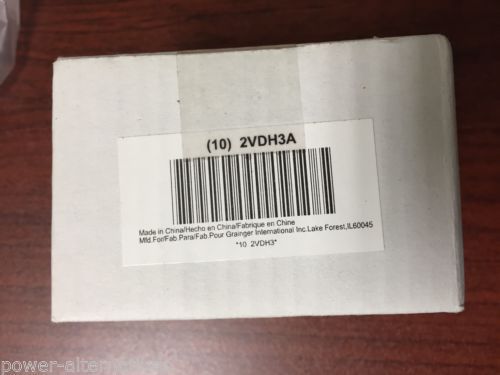 (10) 2VDH3A
Made in China/Hecho en China/Fabrique en Chine
Mfd.For/Fab.Para/Fab.Pour Grainger International Inc.Lake Forest,IL60045
*10 2VDH3*